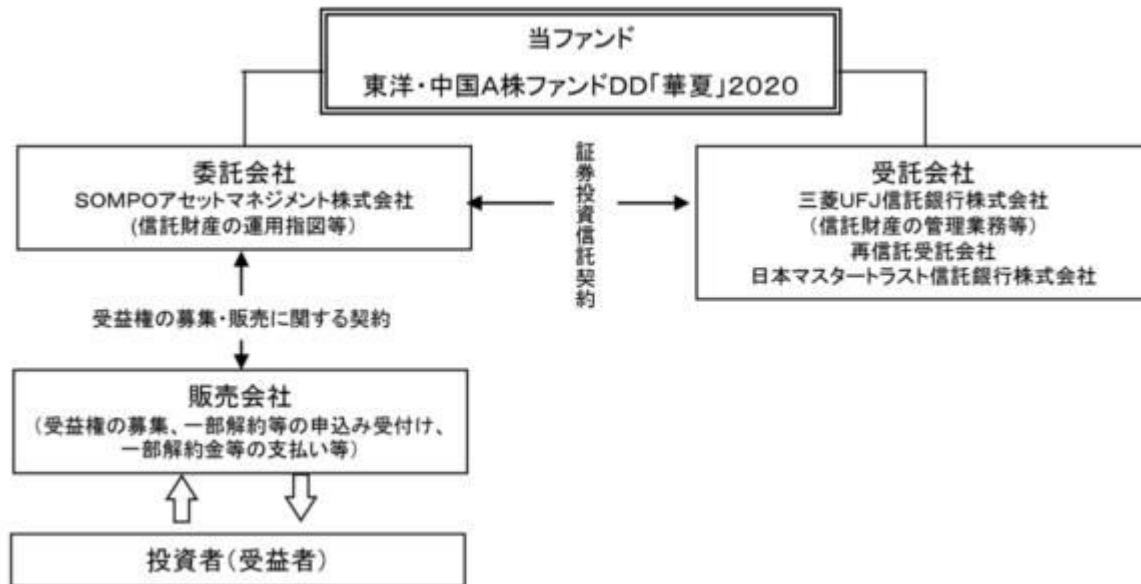 当ファンド
東洋・中国A株ファンドDD「華夏」2020
委託会社
SOMPOアセットマネジメント株式会社
(信託財産の運用指図等)
証券投資信託契約
受託会社
三菱UFJ信託銀行株式会社
(信託財産の管理業務等)
再信託受託会社
日本マスタートラスト信託銀行株式会社
受益権の募集・販売に関する契約
販売会社
(受益権の募集、一部解約等の申込み受付け、
一部解約金等の支払い等)
投資者(受益者)